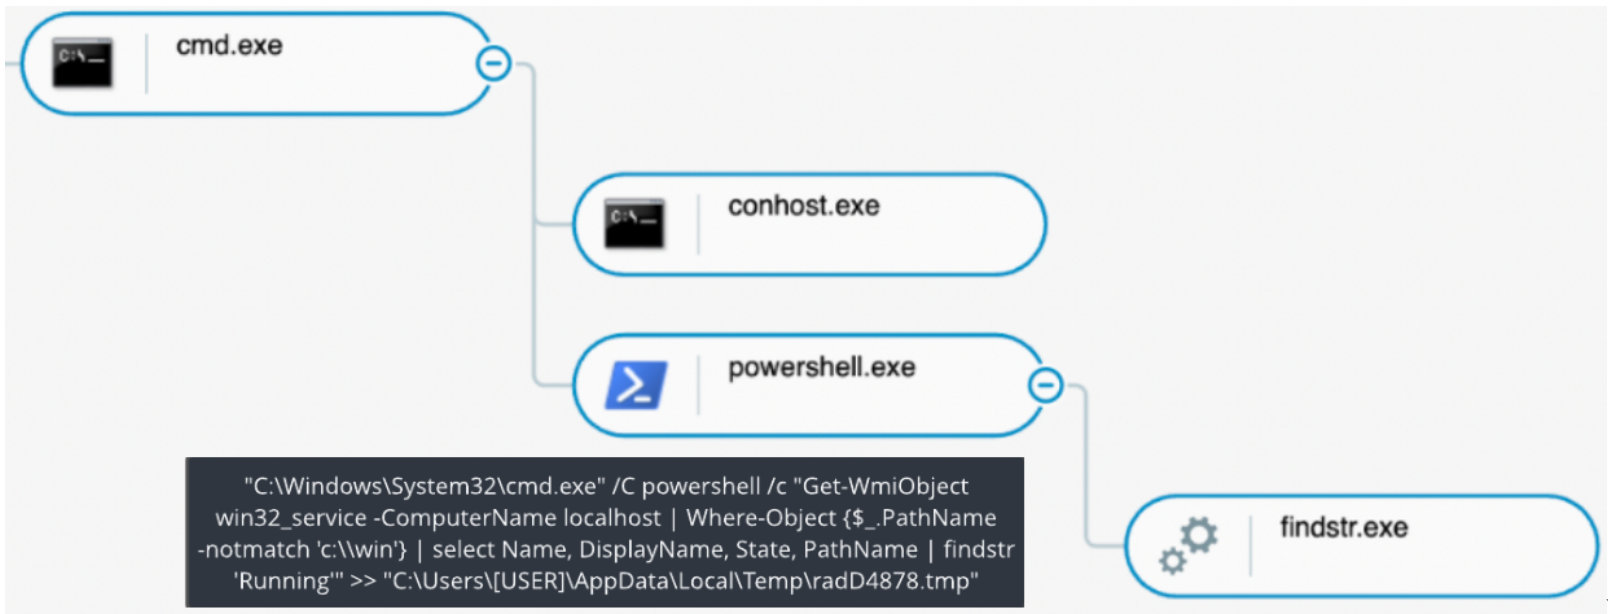 cmd.exe
conhost.exe
powershell.exe
"C:\Windows\System32\cmd.exe" /C powershell /c "Get-WmiObject
win32_service -ComputerName localhost | Where-Object {$_.PathName
-notmatch 'c:\\win'} | select Name, DisplayName, State, PathName | findstr
'Running'" >> "C:\Users\[USER]\AppData\Local\Temp\radD4878.tmp"
findstr.exe